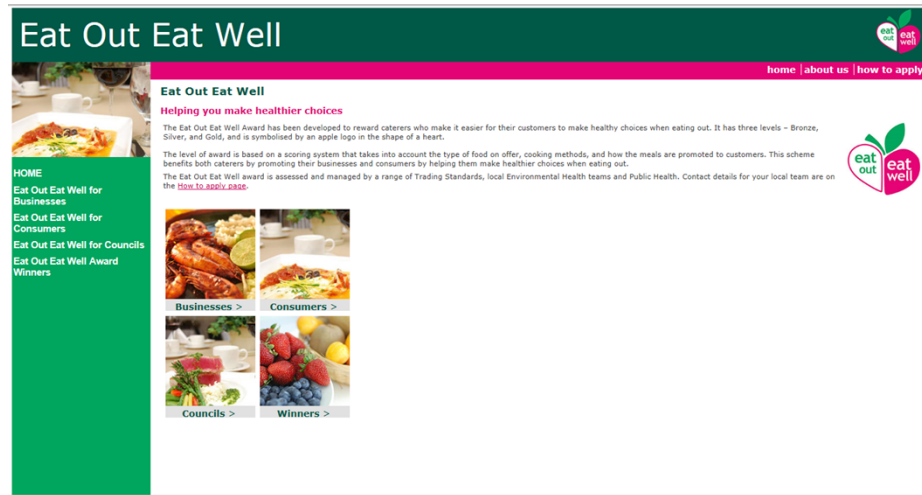 Eat Out Eat Well
eat
out
eat
well
home | about us | how to apply
Eat Out Eat Well
Helping you make healthier choices
The Eat Out Eat Well Award has been developed to reward caterers who make it easier for their customers to make healthy choices when eating out. It has three levels – Bronze,
Silver, and Gold, and is symbolised by an apple logo in the shape of a heart.
The level of award is based on a scoring system that takes into account the type of food on offer, cooking methods, and how the meals are promoted to customers. This scheme
benefits both caterers by promoting their businesses and consumers by helping them make healthier choices when eating out.
The Eat Out Eat Well award is assessed and managed by a range of Trading Standards, local Environmental Health teams and Public Health. Contact details for your local team are on
the How to apply page.
eat
out
eat
well
HOME
Eat Out Eat Well for
Businesses
Eat Out Eat Well for
Consumers
Eat Out Eat Well for Councils
Eat Out Eat Well Award
Winners
Businesses >
Consumers >
Councils >
Winners >